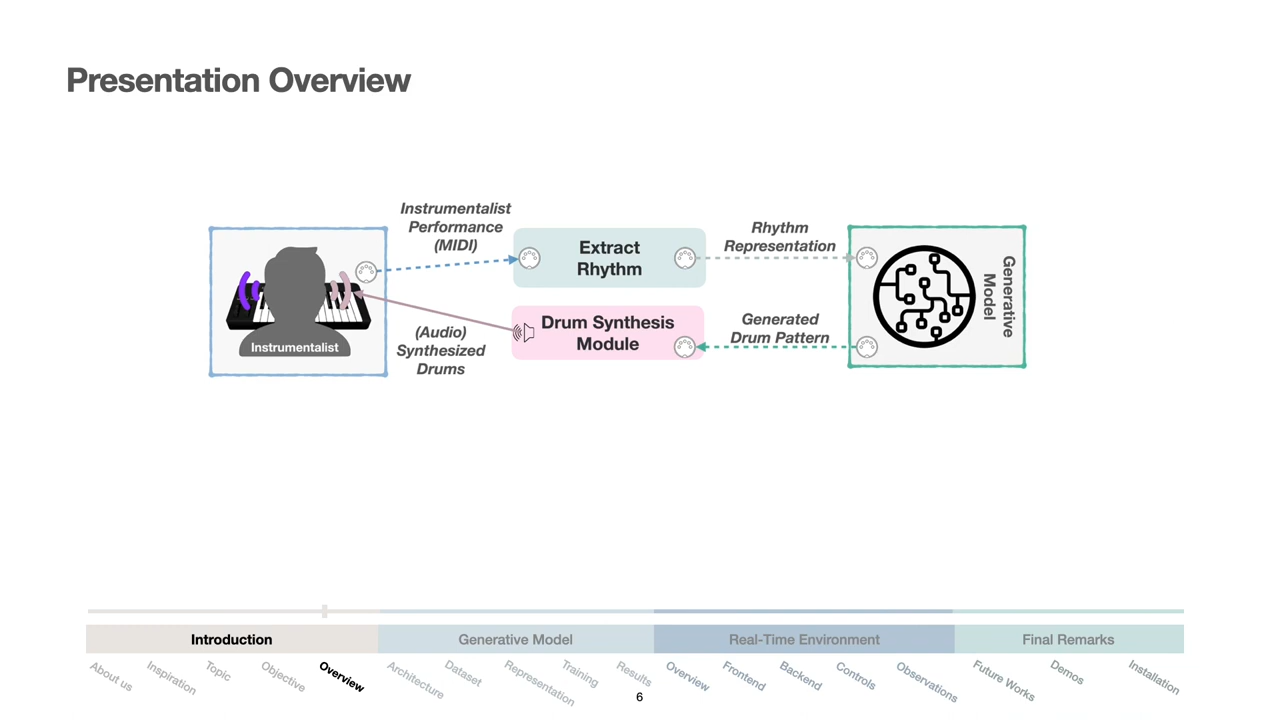 Presentation Overview
Instrumentalist
Performance
(MIDI)
Extract
Rhythm
Rhythm
Representation
Generative
Model
Instrumentalist
(Audio)
Synthesized
Drums
Drum Synthesis
Module
Generated
Drum Pattern
Introduction
Generative Model
Real-Time Environment
Final Remarks
About us
Inspiration
Topic
Objective
Overview
Architecture
Dataset
Representation
Training
Results
Overview
Frontend
Backend
Controls
Observations
Future Works
Demos
Installation
6